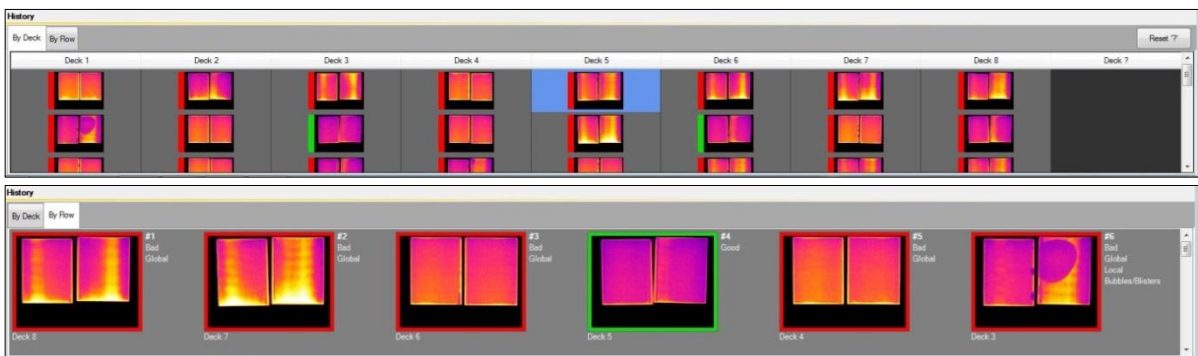 History
By Deck By Flow Reset '?'
Deck 1 Deck 2 Deck 3 Deck 4 Deck 5 Deck 6 Deck 7 Deck 8 Deck ?
History
By Deck By Flow
#1 #2 #3 #4 #5 #6
Bad Bad Bad Good Bad Bad
Global Global Global Global Global
Local
Bubbles/Blisters
Deck 8 Deck 7 Deck 6 Deck 5 Deck 4 Deck 3